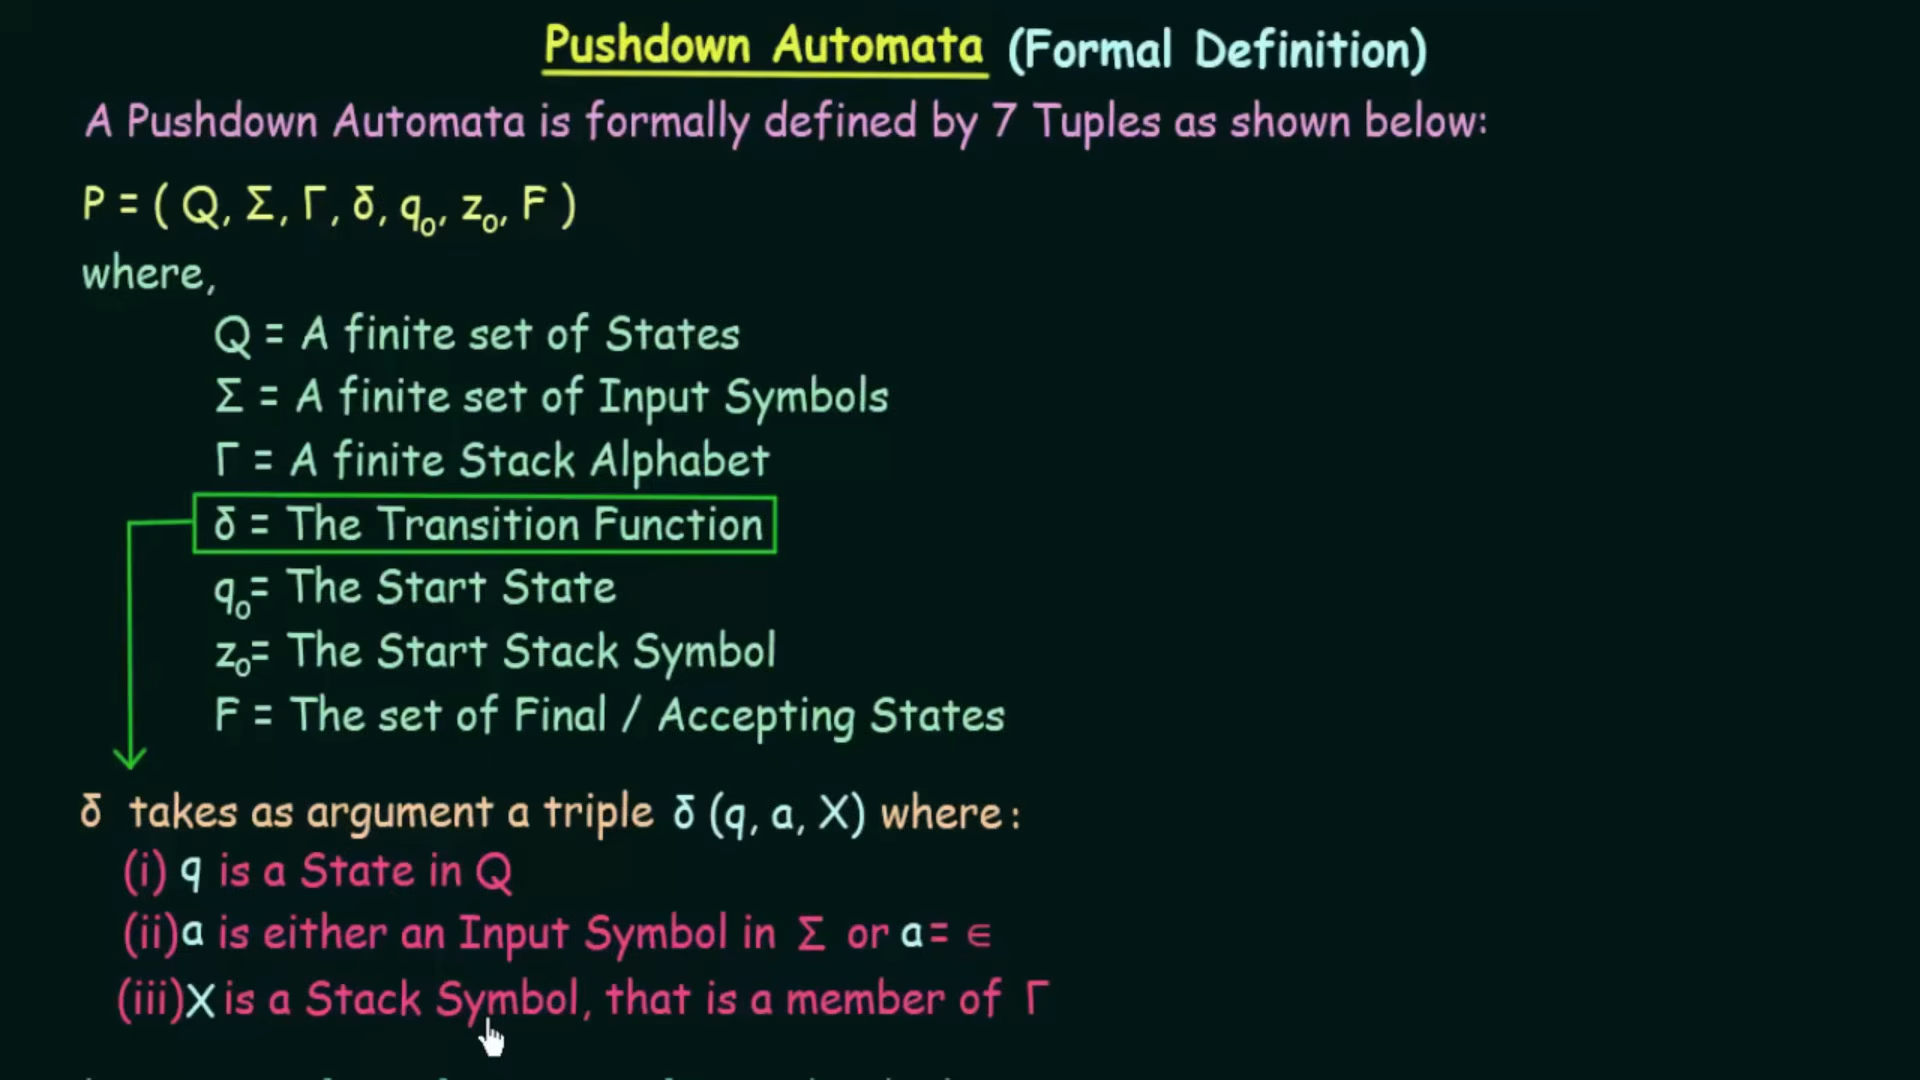 Pushdown Automata (Formal Definition)
A Pushdown Automata is formally defined by 7 Tuples as shown below:
P = ( Q, Σ, Γ, δ, q₀, z₀, F )
where,
Q = A finite set of States
Σ = A finite set of Input Symbols
Γ = A finite Stack Alphabet
δ = The Transition Function
q₀= The Start State
z₀= The Start Stack Symbol
F = The set of Final / Accepting States
δ takes as argument a triple δ (q, a, X) where:
(i) q is a State in Q
(ii) a is either an Input Symbol in Σ or a= ∈
(iii) X is a Stack Symbol, that is a member of Γ